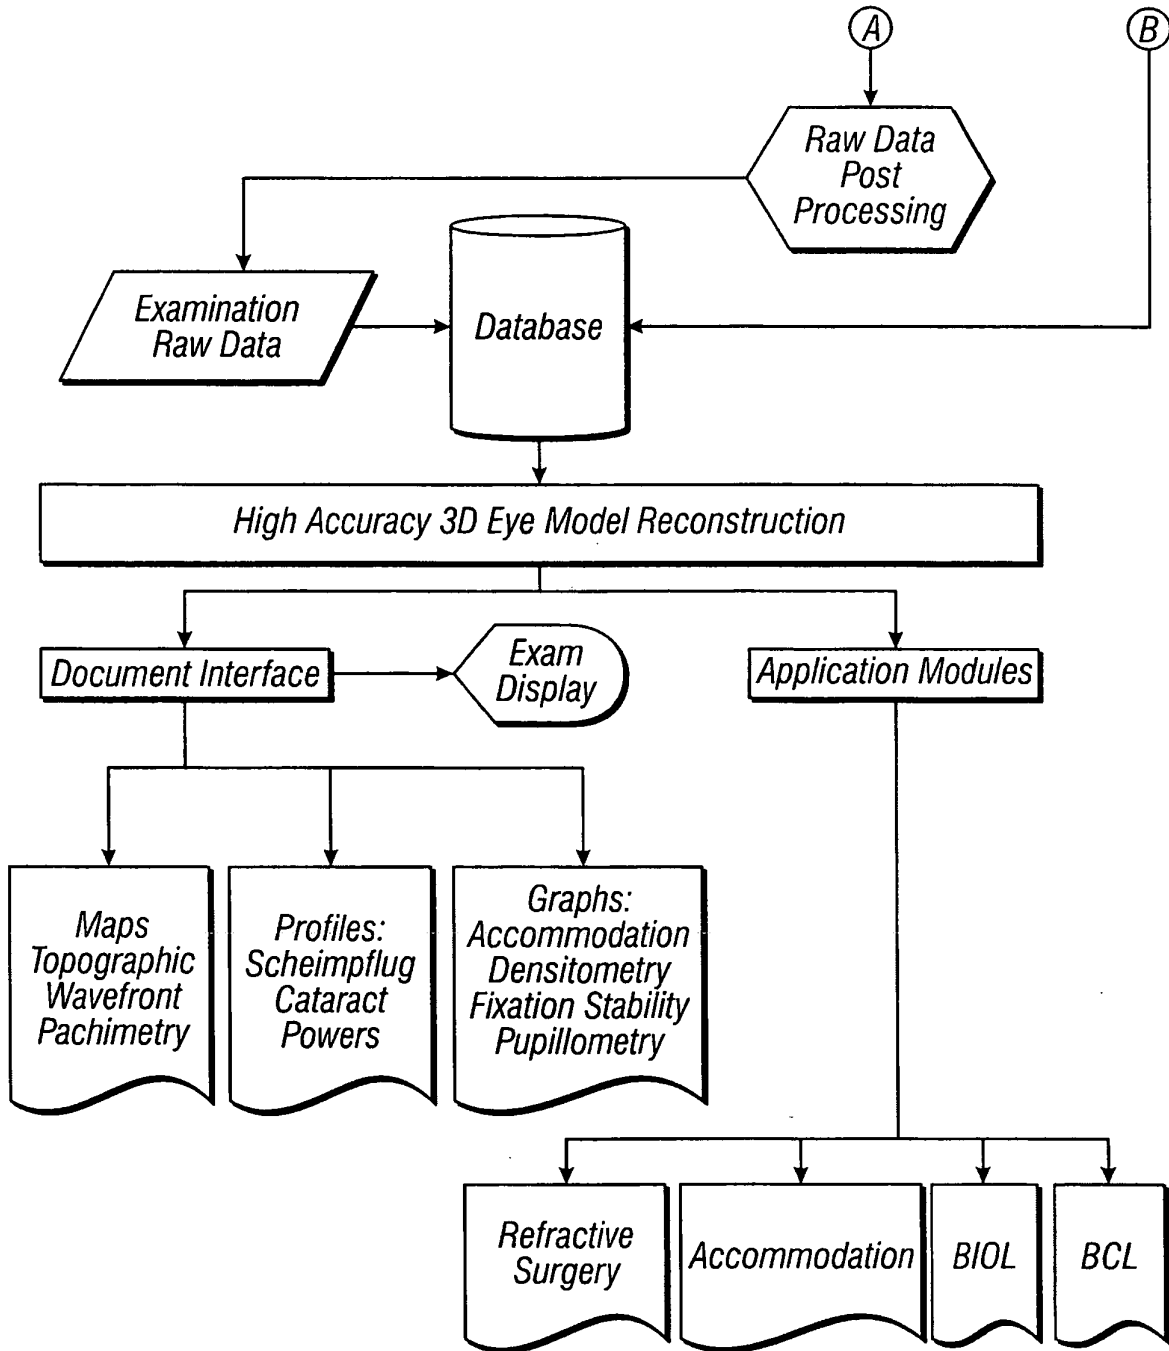 A
B
Raw Data
Post
Processing
Examination
Raw Data
Database
High Accuracy 3D Eye Model Reconstruction
Document Interface
Exam
Display
Application Modules
Maps
Topographic
Wavefront
Pachimetry
Profiles:
Scheimpflug
Cataract
Powers
Graphs:
Accommodation
Densitometry
Fixation Stability
Pupillometry
Refractive
Surgery
Accommodation
BIOL
BCL